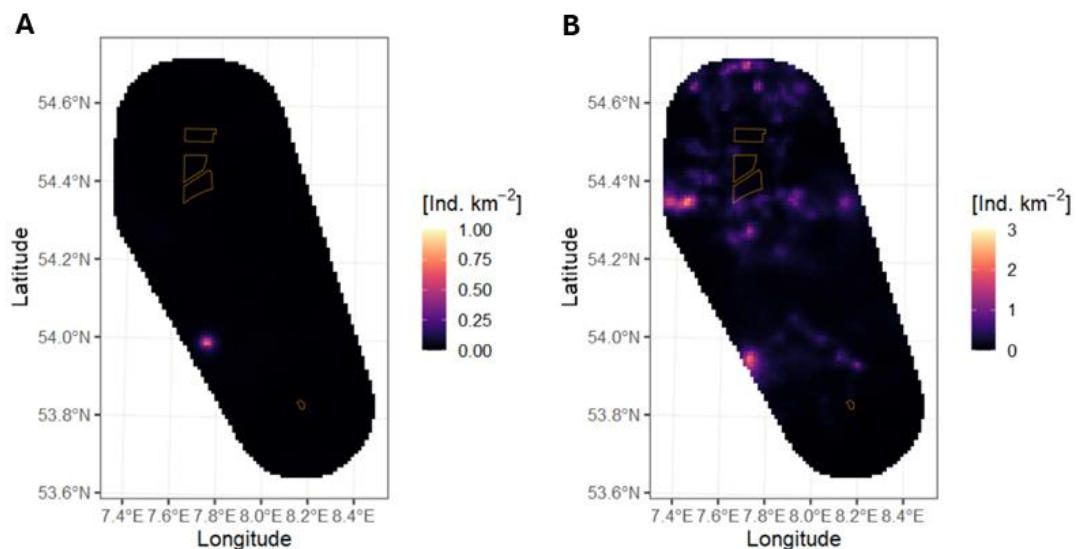 A
54.6°N
54.4°N
54.2°N
54.0°N
53.8°N
53.6°N
Latitude
7.4°E 7.6°E 7.8°E 8.0°E 8.2°E 8.4°E
Longitude
[Ind. km⁻²]
1.00
0.75
0.50
0.25
0.00
B
54.6°N
54.4°N
54.2°N
54.0°N
53.8°N
53.6°N
Latitude
7.4°E 7.6°E 7.8°E 8.0°E 8.2°E 8.4°E
Longitude
[Ind. km⁻²]
3
2
1
0